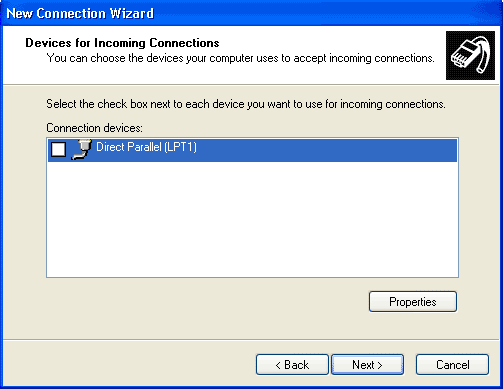 New Connection Wizard
Devices for Incoming Connections
You can choose the devices your computer uses to accept incoming connections.
Select the check box next to each device you want to use for incoming connections.
Connection devices:
Direct Parallel (LPT1)
Properties
< Back
Next >
Cancel